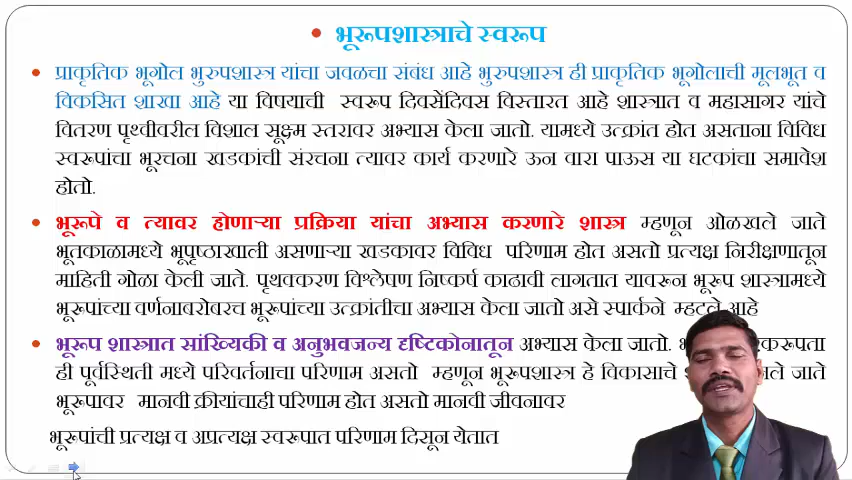 भूरूपशास्त्राचे स्वरूप
प्राकृतिक भूगोल भुरुपशास्त्र यांचा जवळचा संबंध आहे भुरुपशास्त्र ही प्राकृतिक भूगोलाची मूलभूत व
विकसित शाखा आहे या विषयाची स्वरूप दिवसेंदिवस विस्तारत आहे शास्त्रात व महासागर यांचे
वितरण पृथ्वीवरील विशाल सूक्ष्म स्तरावर अभ्यास केला जातो. यामध्ये उत्क्रांत होत असताना विविध
स्वरूपांचा भूरचना खडकांची संरचना त्यावर कार्य करणारे ऊन वारा पाऊस या घटकांचा समावेश
होतो.
भूरूपे व त्यावर होणाऱ्या प्रक्रिया यांचा अभ्यास करणारे शास्त्र म्हणून ओळखले जाते
भूतकाळामध्ये भूपृष्ठाखाली असणाऱ्या खडकावर विविध परिणाम होत असतो प्रत्यक्ष निरीक्षणातून
माहिती गोळा केली जाते. पृथवकरण विश्लेषण निष्कर्ष काढावी लागतात यावरून भूरूप शास्त्रामध्ये
भूरूपांच्या वर्णनाबरोबरच भूरूपांच्या उत्क्रांतीचा अभ्यास केला जातो असे स्पार्कने म्हटले आहे
भूरूप शास्त्रात सांख्यिकी व अनुभवजन्य दृष्टिकोनातून अभ्यास केला जातो.
ही पूर्वस्थिती मध्ये परिवर्तनाचा परिणाम असतो म्हणून भूरूपशास्त्र हे विकासाचे जाते
भूरूपावर मानवी क्रीयांचाही परिणाम होत असतो मानवी जीवनावर
भूरूपांची प्रत्यक्ष व अप्रत्यक्ष स्वरूपात परिणाम दिसून येतात